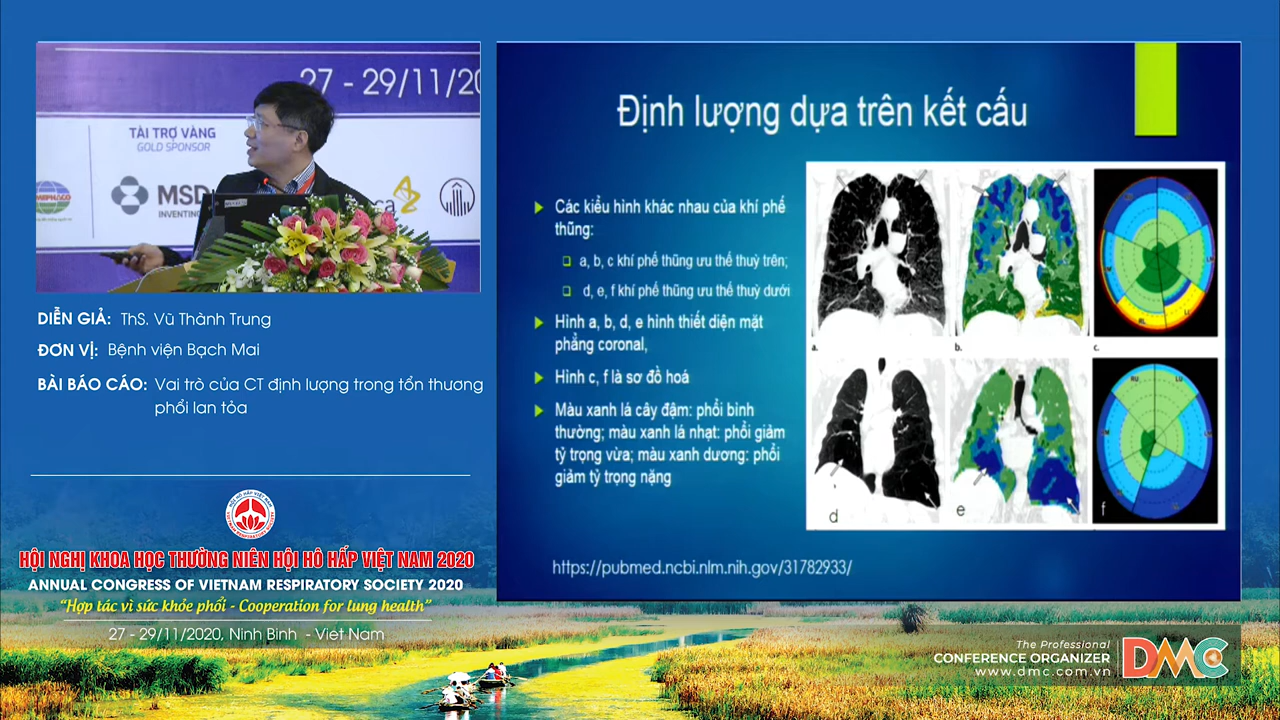 27 - 29/11/20
TÀI TRỢ VÀNG
GOLD SPONSOR
MSD
INVENTING
DIỄN GIẢ: ThS. Vũ Thành Trung
ĐƠN VỊ: Bệnh viện Bạch Mai
BÀI BÁO CÁO: Vai trò của CT định lượng trong tổn thương
phổi lan tỏa
HỘI NGHỊ KHOA HỌC THƯỜNG NIÊN HỘI HÔ HẤP VIỆT NAM 2020
ANNUAL CONGRESS OF VIETNAM RESPIRATORY SOCIETY 2020
“Hợp tác vì sức khỏe phổi - Cooperation for lung health”
27 - 29/11/2020, Ninh Bình - Việt Nam
Định lượng dựa trên kết cấu
Các kiểu hình khác nhau của khí phế
thũng:
a, b, c khí phế thũng ưu thế thuỳ trên;
d, e, f khí phế thũng ưu thế thuỳ dưới
Hình a, b, d, e hình thiết diện mặt
phẳng coronal,
Hình c, f là sơ đồ hoá
Màu xanh lá cây đậm: phổi bình
thường; màu xanh lá nhạt: phổi giảm
tỷ trọng vừa; màu xanh dương: phổi
giảm tỷ trọng nặng
a. b. c.
RU LU
d e f
https://pubmed.ncbi.nlm.nih.gov/31782933/
The Professional
CONFERENCE ORGANIZER
www.dmc.com.vn
DMC